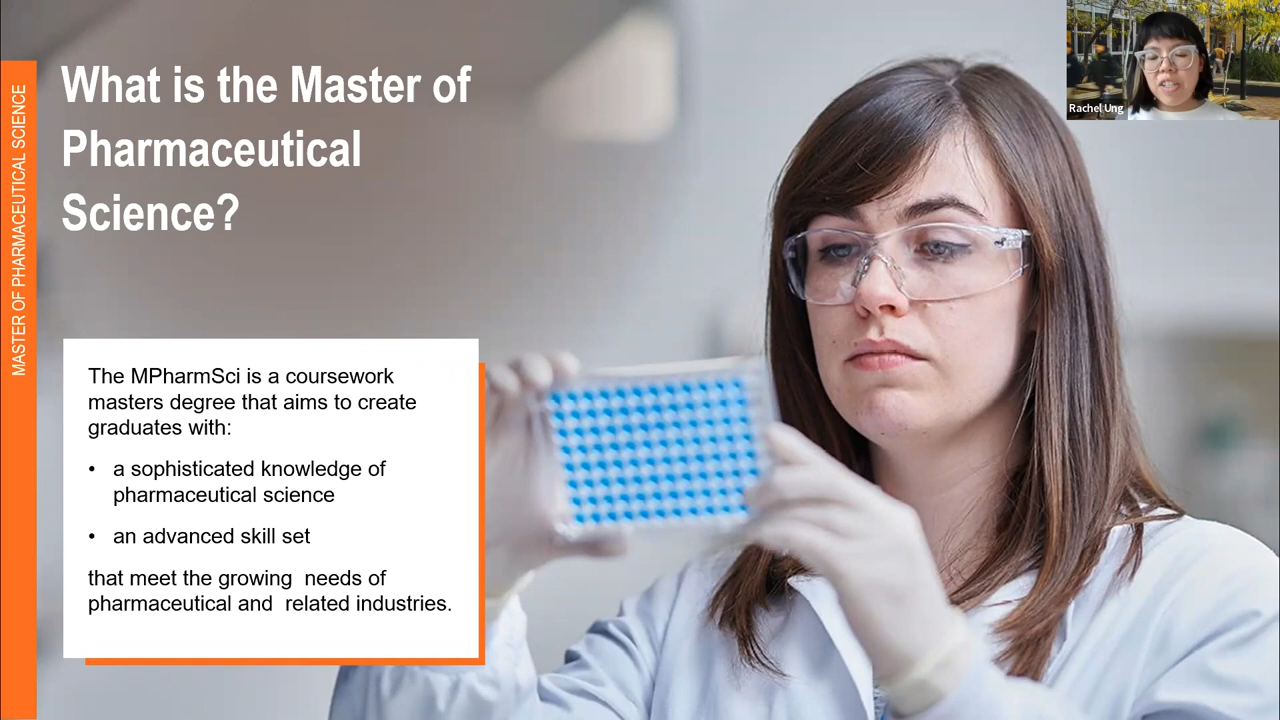 MASTER OF PHARMACEUTICAL SCIENCE
What is the Master of
Pharmaceutical
Science?
Rachel Ung
The MPharmSci is a coursework
masters degree that aims to create
graduates with:
• a sophisticated knowledge of
pharmaceutical science
• an advanced skill set
that meet the growing  needs of
pharmaceutical and  related industries.